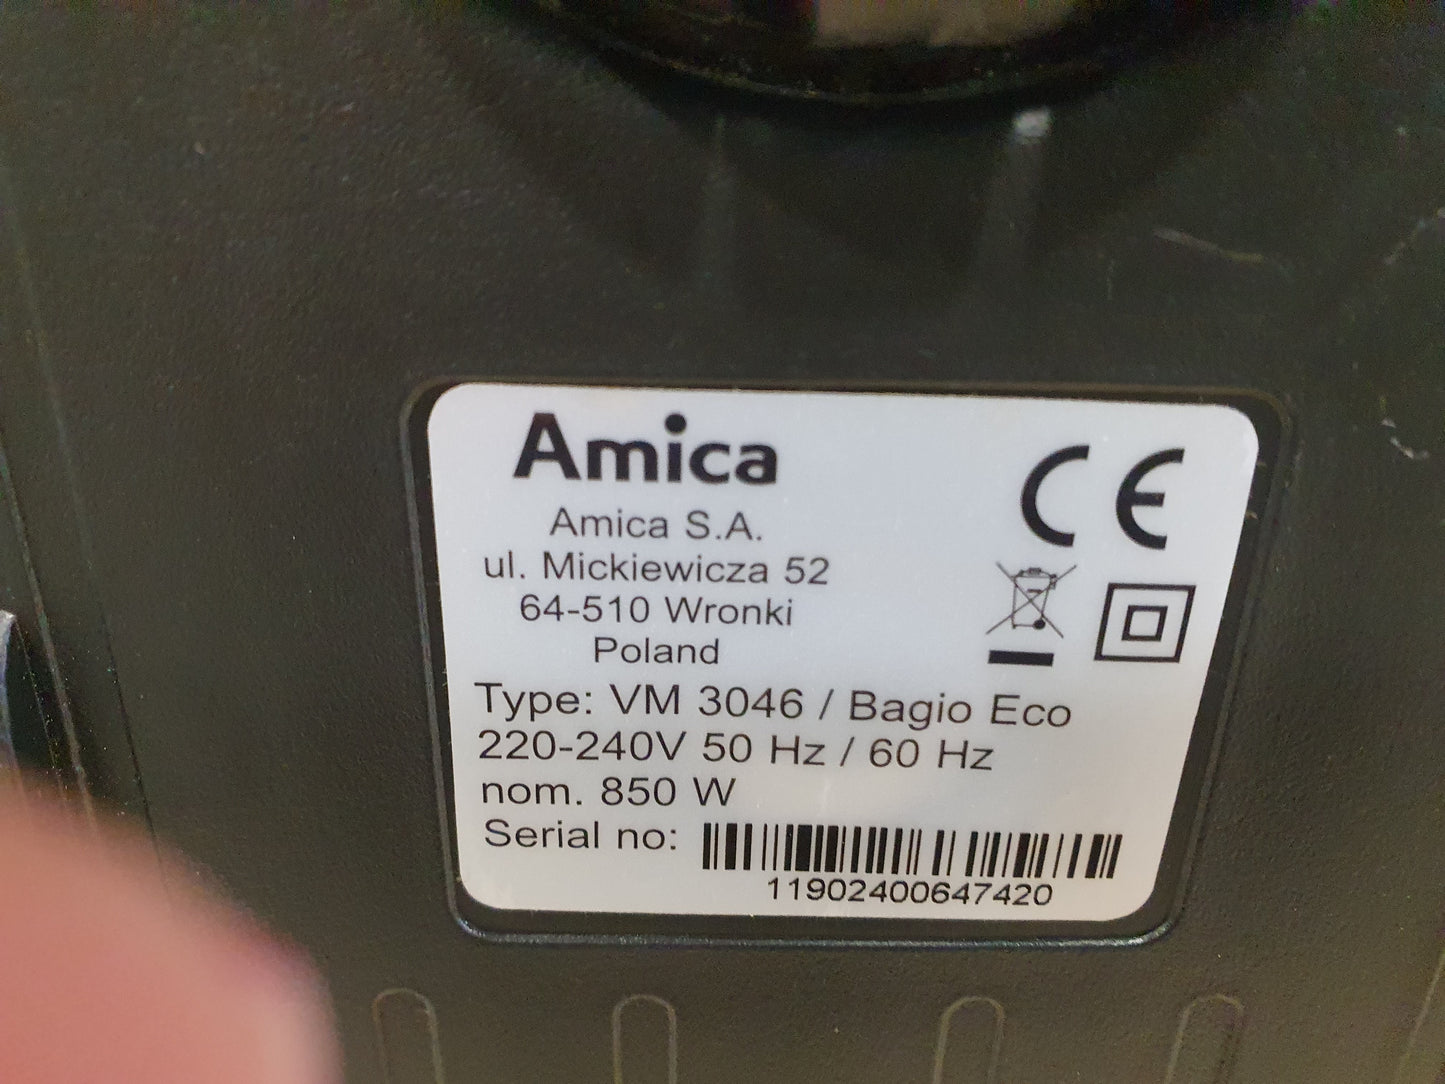 Amica
CE
Amica S.A.
ul. Mickiewicza 52
64-510 Wronki
Poland
Type: VM 3046 / Bagio Eco
220-240V 50 Hz / 60 Hz
nom. 850 W
Serial no:
11902400647420